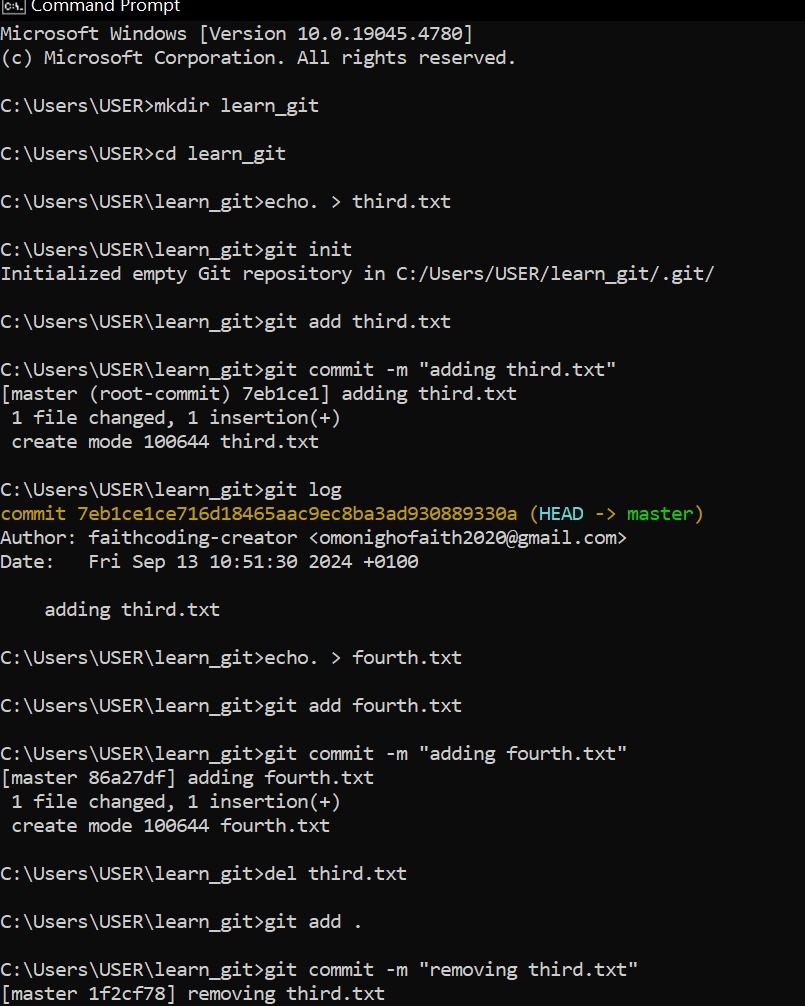 Command Prompt
Microsoft Windows [Version 10.0.19045.4780]
(c) Microsoft Corporation. All rights reserved.
C:\Users\USER>mkdir learn_git
C:\Users\USER>cd learn_git
C:\Users\USER\learn_git>echo. > third.txt
C:\Users\USER\learn_git>git init
Initialized empty Git repository in C:/Users/USER/learn_git/.git/
C:\Users\USER\learn_git>git add third.txt
C:\Users\USER\learn_git>git commit -m "adding third.txt"
[master (root-commit) 7eb1ce1] adding third.txt
 1 file changed, 1 insertion(+)
 create mode 100644 third.txt
C:\Users\USER\learn_git>git log
commit 7eb1ce1ce716d18465aac9ec8ba3ad930889330a (HEAD -> master)
Author: faithcoding-creator <omonighofaith2020@gmail.com>
Date:   Fri Sep 13 10:51:30 2024 +0100
    adding third.txt
C:\Users\USER\learn_git>echo. > fourth.txt
C:\Users\USER\learn_git>git add fourth.txt
C:\Users\USER\learn_git>git commit -m "adding fourth.txt"
[master 86a27df] adding fourth.txt
 1 file changed, 1 insertion(+)
 create mode 100644 fourth.txt
C:\Users\USER\learn_git>del third.txt
C:\Users\USER\learn_git>git add .
C:\Users\USER\learn_git>git commit -m "removing third.txt"
[master 1f2cf78] removing third.txt